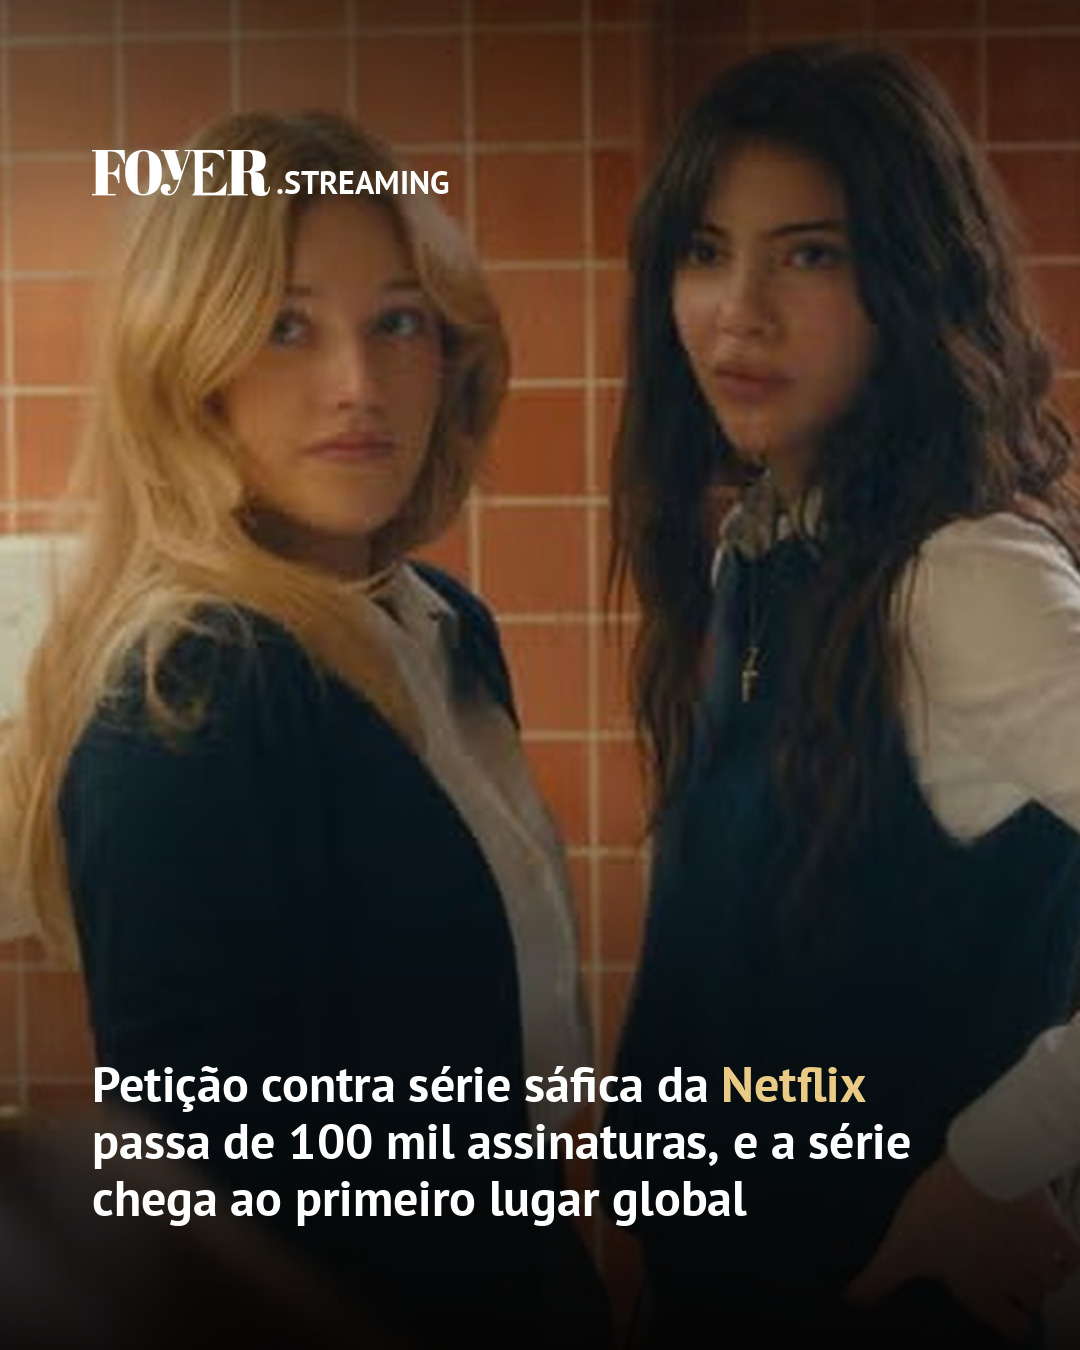 FOYER.STREAMING
Petição contra série sáfica da Netflix
passa de 100 mil assinaturas, e a série
chega ao primeiro lugar global